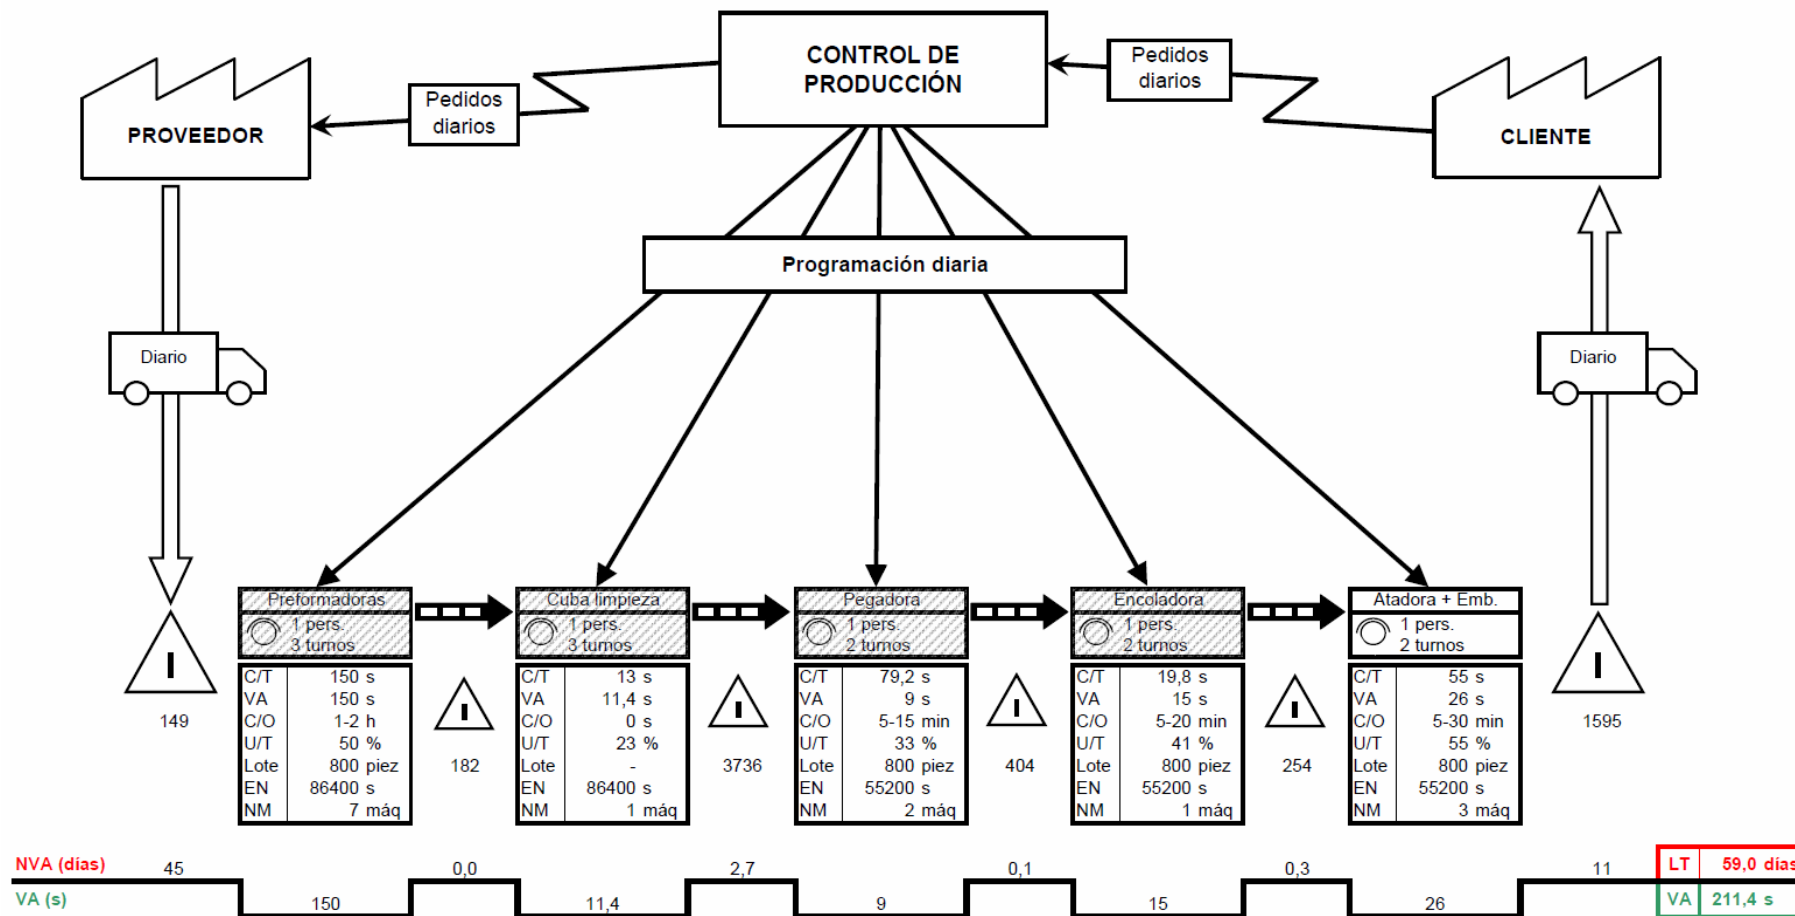 CONTROL DE
PRODUCCIÓN
Pedidos
diarios
Pedidos
diarios
PROVEEDOR
CLIENTE
Programación diaria
Diario
Diario
Preformadoras
1 pers.
3 turnos
Cuba limpieza
1 pers.
3 turnos
Pegadora
1 pers.
2 turnos
Encoladora
1 pers.
2 turnos
Atadora + Emb.
1 pers.
2 turnos
I
149
C/T 150 s
VA 150 s
C/O 1-2 h
U/T 50 %
Lote 800 piez
EN 86400 s
NM 7 máq
I
182
C/T 13 s
VA 11,4 s
C/O 0 s
U/T 23 %
Lote -
EN 86400 s
NM 1 máq
I
3736
C/T 79,2 s
VA 9 s
C/O 5-15 min
U/T 33 %
Lote 800 piez
EN 55200 s
NM 2 máq
I
404
C/T 19,8 s
VA 15 s
C/O 5-20 min
U/T 41 %
Lote 800 piez
EN 55200 s
NM 1 máq
I
254
C/T 55 s
VA 26 s
C/O 5-30 min
U/T 55 %
Lote 800 piez
EN 55200 s
NM 3 máq
I
1595
NVA (días) 45 0,0 2,7 0,1 0,3 11 LT 59,0 días
VA (s) 150 11,4 9 15 26 VA 211,4 s